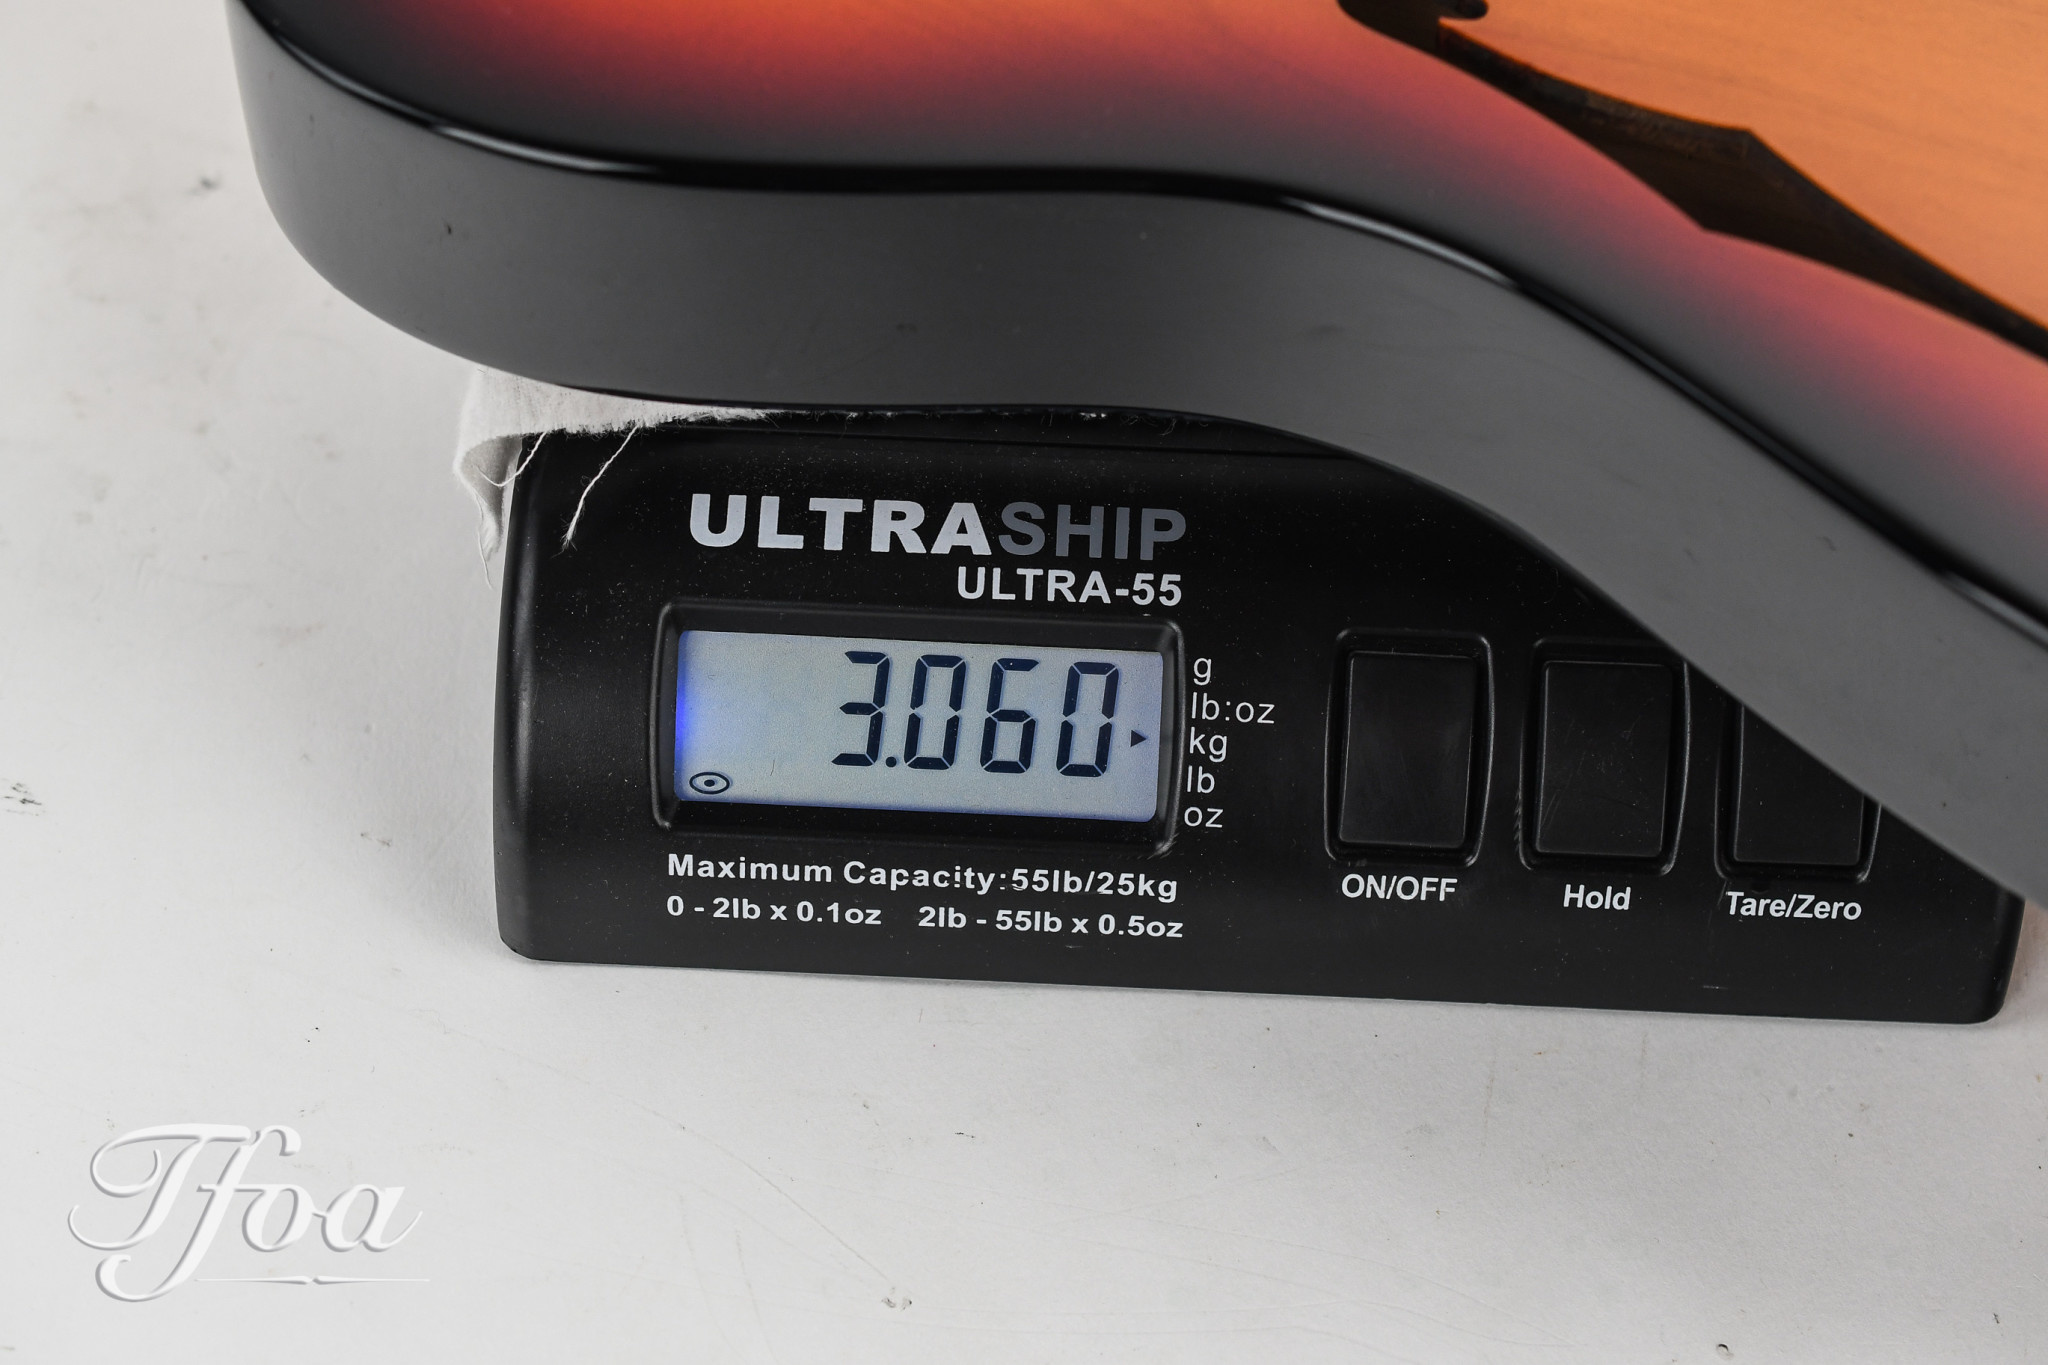 ULTRASHIP
ULTRA-55
3.060
g
lb:oz
kg
lb
oz
Maximum Capacity:55lb/25kg
0 - 2lb x 0.1oz 2lb - 55lb x 0.5oz
ON/OFF
Hold
Tare/Zero
Tfoa